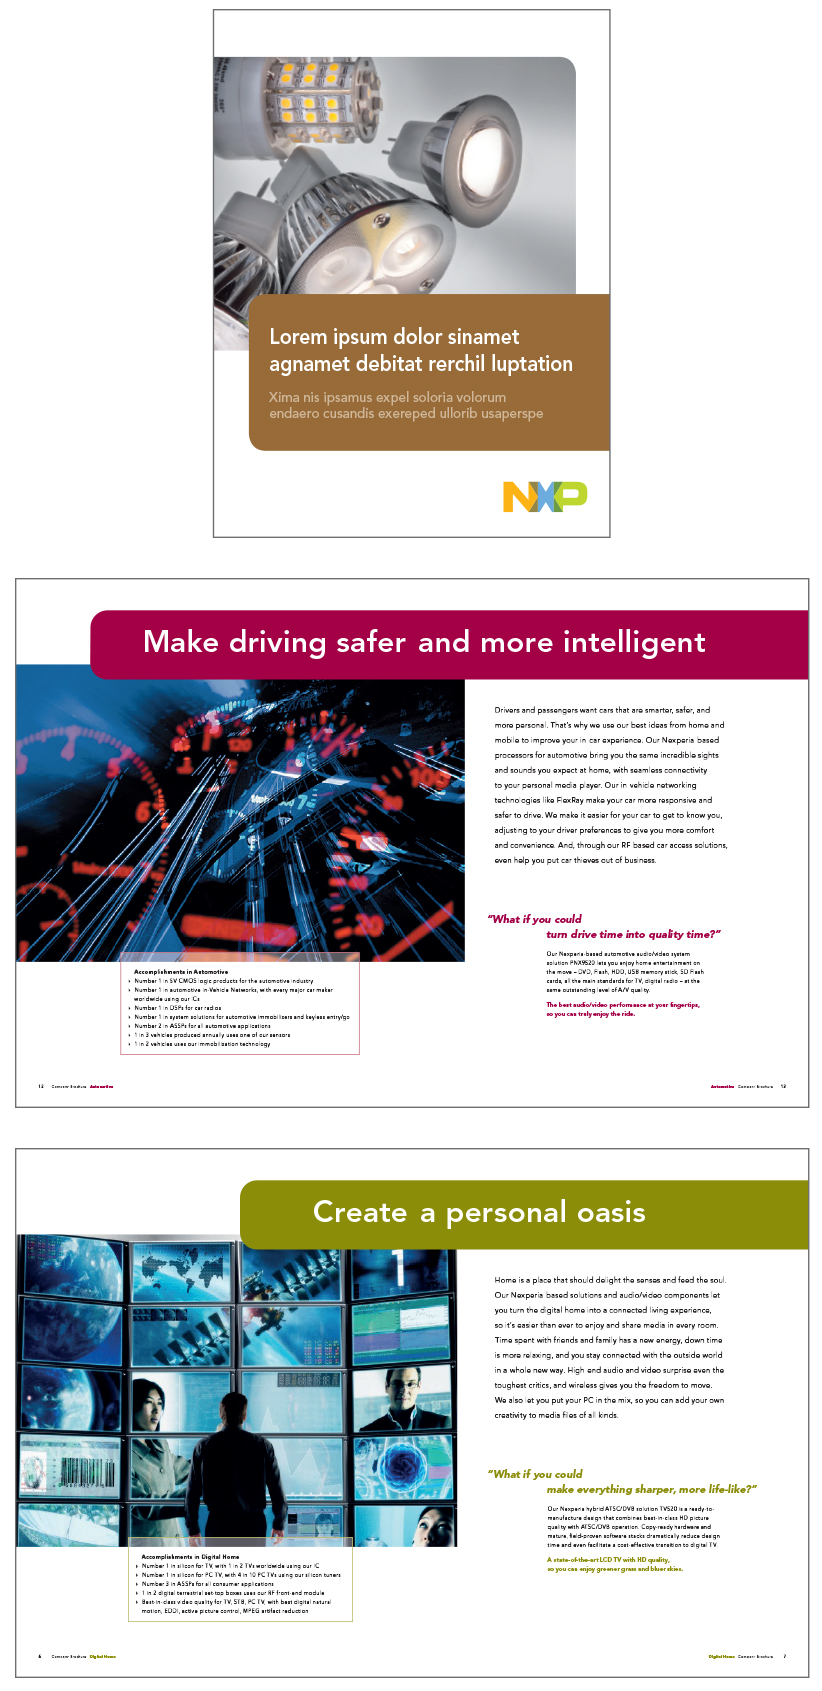 Lorem ipsum dolor sinamet
agnamet debitat rerchil luptation
Xima nis ipsamus expel soloria volorum
endaero cusandis exereped ullorib usaperspe
NXP
Make driving safer and more intelligent
Drivers and passengers want cars that are smarter, safer, and
more personal. That's why we use our best ideas from home and
mobile to improve your in car experience. Our Nexperia based
processors for automotive bring you the same incredible sights
and sounds you expect at home, with seamless connectivity
to your personal media player. Our in vehicle networking
technologies like FlexRay make your car more responsive and
safer to drive. We make it easier for your car to get to know you,
adjusting to your driver preferences to give you more comfort
and convenience. And, through our RF based car access solutions,
even help you put car thieves out of business.
“What if you could
turn drive time into quality time?”
Our Nexperia-based automotive audio/video system
solution PNX9520 lets you enjoy home entertainment on
the move – DVD, Flash, HDD, USB memory stick, SD Flash
cards, all the main standards for TV, digital radio – at the
same outstanding level of A/V quality.
The best audio/video performance at your fingertips,
so you can truly enjoy the ride.
Accomplishments in Automotive
› Number 1 in 5V CMOS logic products for the automotive industry
› Number 1 in automotive In-Vehicle Networks, with every major car maker
worldwide using our ICs
› Number 1 in DSPs for car radios
› Number 1 in system solutions for automotive immobilizers and keyless entry/go
› Number 2 in ASSPs for all automotive applications
› 1 in 3 vehicles produced annually uses one of our sensors
› 1 in 2 vehicles uses our immobilization technology
12 Company Brochure Automotive
Automotive Company Brochure 13
Create a personal oasis
Home is a place that should delight the senses and feed the soul.
Our Nexperia based solutions and audio/video components let
you turn the digital home into a connected living experience,
so it's easier than ever to enjoy and share media in every room.
Time spent with friends and family has a new energy, down time
is more relaxing, and you stay connected with the outside world
in a whole new way. High end audio and video surprise even the
toughest critics, and wireless gives you the freedom to move.
We also let you put your PC in the mix, so you can add your own
creativity to media files of all kinds.
“What if you could
make everything sharper, more life-like?”
Our Nexperia hybrid ATSC/DVB solution TV520 is a ready-to-
manufacture design that combines best-in-class HD picture
quality with ATSC/DVB operation. Copy-ready hardware and
mature, field-proven software stacks dramatically reduce design
time and even facilitate a cost-effective transition to digital TV
A state-of-the-art LCD TV with HD quality,
so you can enjoy greener grass and bluer skies.
Accomplishments in Digital Home
› Number 1 in silicon for TV, with 1 in 2 TVs worldwide using our IC
› Number 1 in silicon for PC TV, with 4 in 10 PC TVs using our silicon tuners
› Number 3 in ASSPs for all consumer applications
› 1 in 2 digital terrestrial set-top boxes uses our RF front-end module
› Best-in-class video quality for TV, STB, PC TV, with best digital natural
motion, EDDI, active picture control, MPEG artifact reduction
6 Company Brochure Digital Home
Digital Home Company Brochure 7